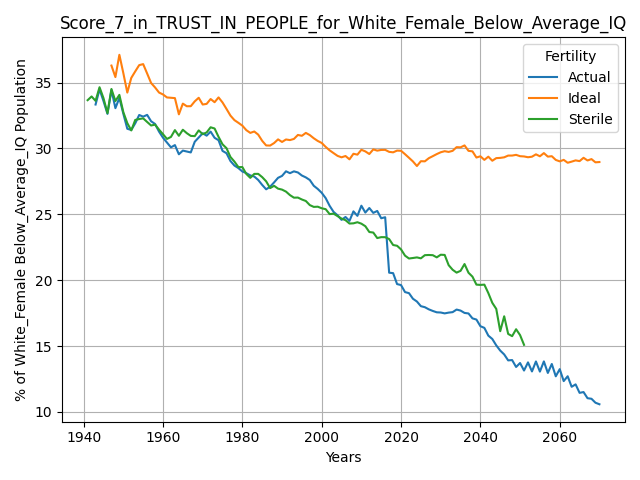 Score_7_in_TRUST_IN_PEOPLE_for_White_Female_Below_Average_IQ
Fertility
Actual
Ideal
Sterile
% of White_Female Below_Average_IQ Population
35
30
25
20
15
10
1940
1960
1980
2000
2020
2040
2060
Years